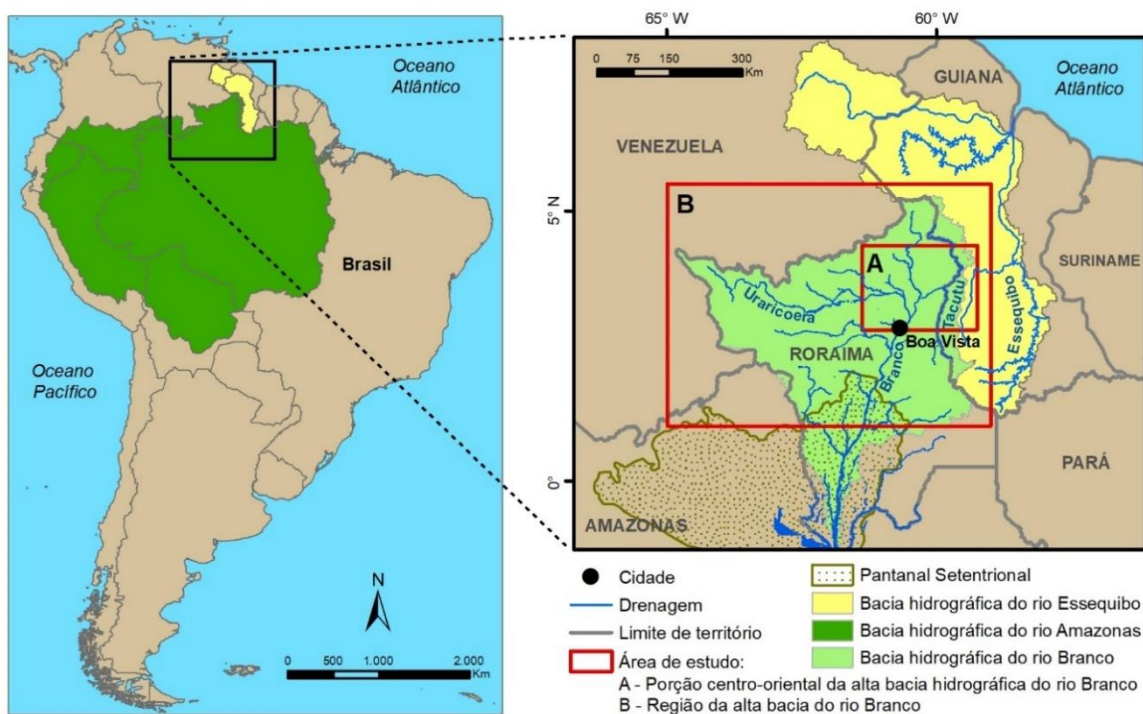 Oceano
Atlântico
Brasil
Oceano
Pacífico
N
0 500 1.000 2.000
Km
65° W 60° W
0 75 150 300
Km
GUIANA
Oceano
Atlântico
VENEZUELA
5° N
B
A
SURINAME
Uraricoera
Tacutu
Essequibo
Boa Vista
RORAIMA
Branco
PARÁ
0°
AMAZONAS
Cidade
Drenagem
Limite de território
Área de estudo:
A - Porção centro-oriental da alta bacia hidrográfica do rio Branco
B - Região da alta bacia do rio Branco
Pantanal Setentrional
Bacia hidrográfica do rio Essequibo
Bacia hidrográfica do rio Amazonas
Bacia hidrográfica do rio Branco